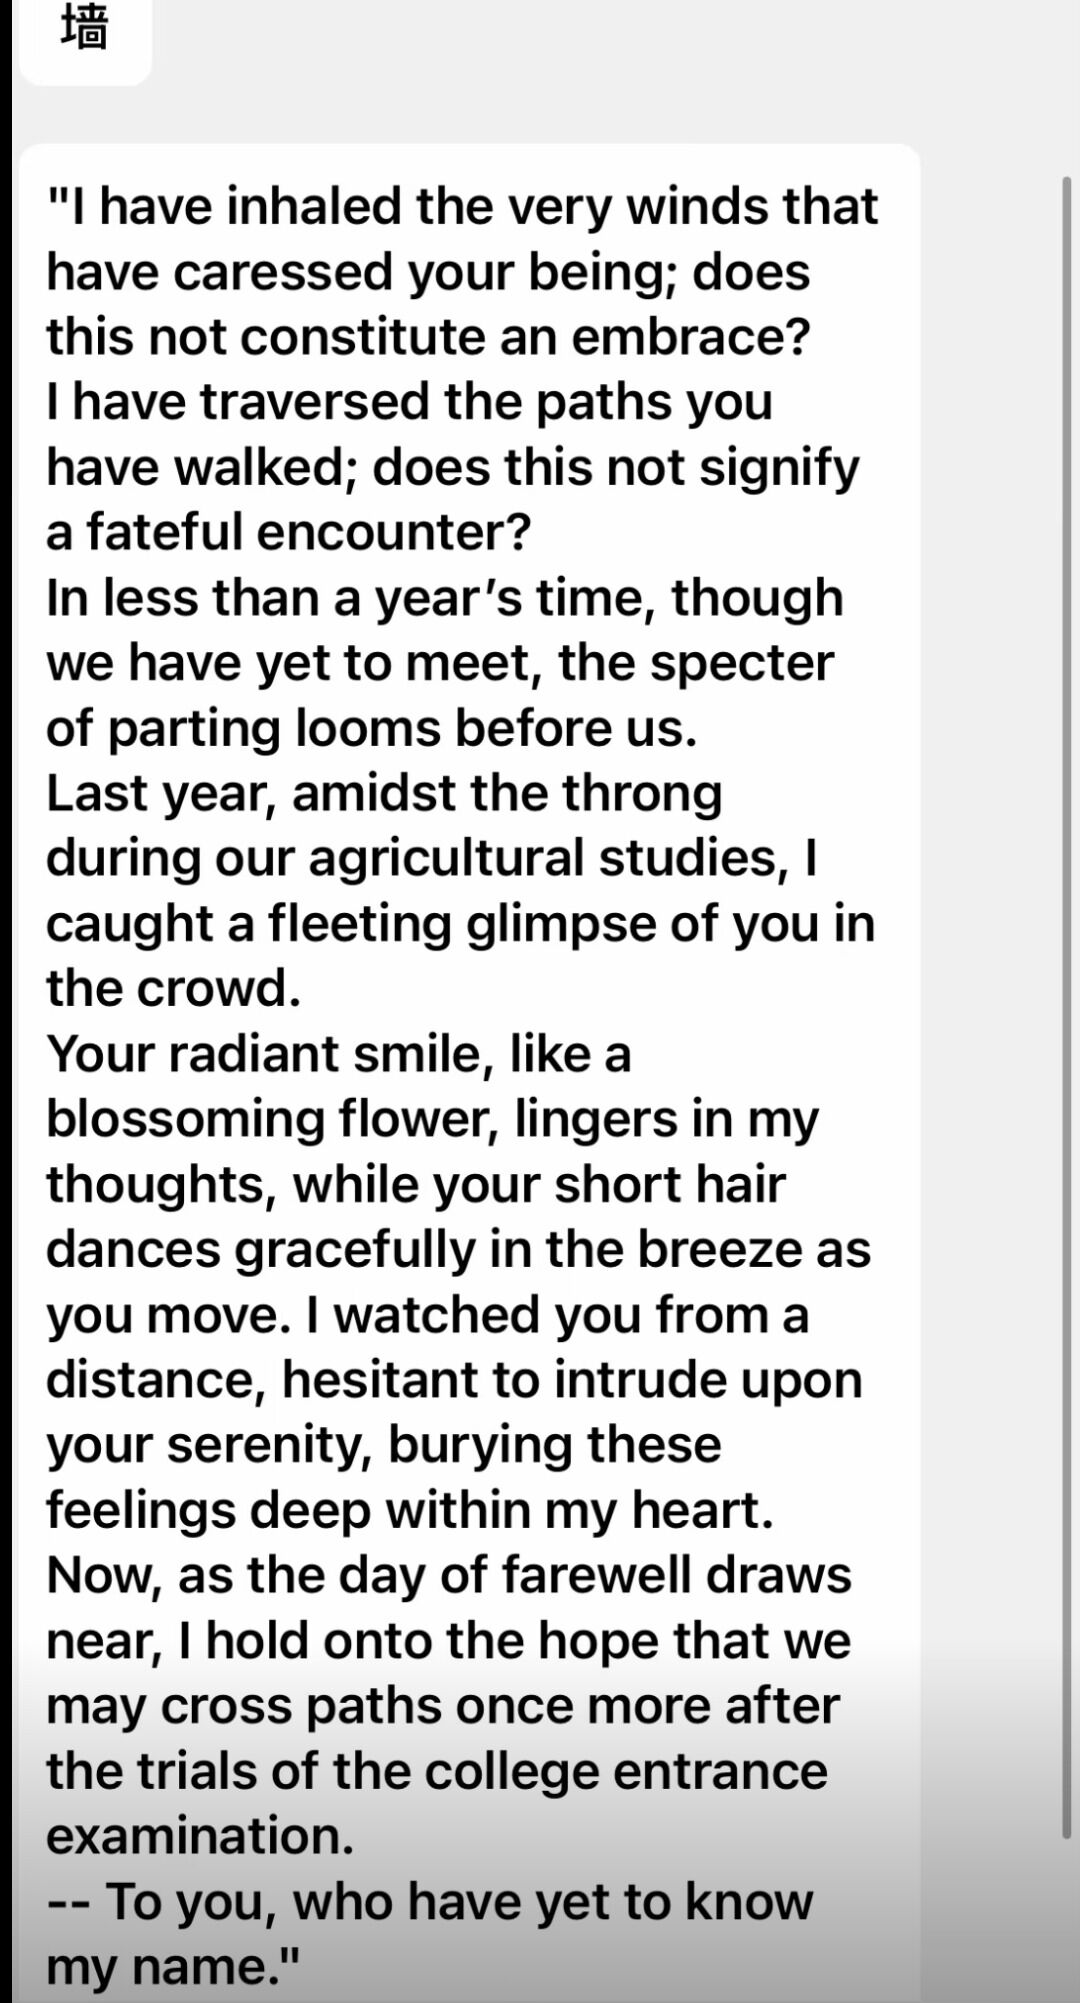 墙
"I have inhaled the very winds that
have caressed your being; does
this not constitute an embrace?
I have traversed the paths you
have walked; does this not signify
a fateful encounter?
In less than a year’s time, though
we have yet to meet, the specter
of parting looms before us.
Last year, amidst the throng
during our agricultural studies, I
caught a fleeting glimpse of you in
the crowd.
Your radiant smile, like a
blossoming flower, lingers in my
thoughts, while your short hair
dances gracefully in the breeze as
you move. I watched you from a
distance, hesitant to intrude upon
your serenity, burying these
feelings deep within my heart.
Now, as the day of farewell draws
near, I hold onto the hope that we
may cross paths once more after
the trials of the college entrance
examination.
-- To you, who have yet to know
my name."